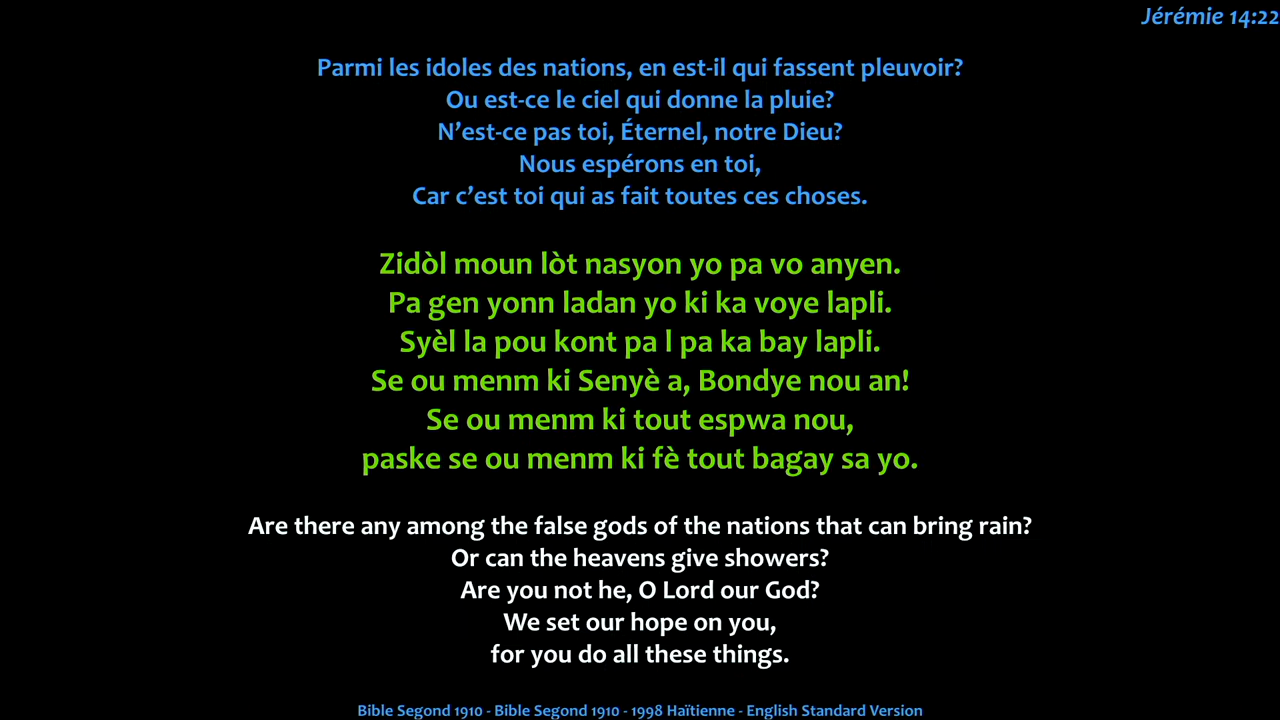 Jérémie 14:22
Parmi les idoles des nations, en est-il qui fassent pleuvoir?
Ou est-ce le ciel qui donne la pluie?
N’est-ce pas toi, Éternel, notre Dieu?
Nous espérons en toi,
Car c’est toi qui as fait toutes ces choses.
Zidòl moun lòt nasyon yo pa vo anyen.
Pa gen yonn ladan yo ki ka voye lapli.
Syèl la pou kont pa l pa ka bay lapli.
Se ou menm ki Senyè a, Bondye nou an!
Se ou menm ki tout espwa nou,
paske se ou menm ki fè tout bagay sa yo.
Are there any among the false gods of the nations that can bring rain?
Or can the heavens give showers?
Are you not he, O Lord our God?
We set our hope on you,
for you do all these things.
Bible Segond 1910 - Bible Segond 1910 - 1998 Haïtienne - English Standard Version